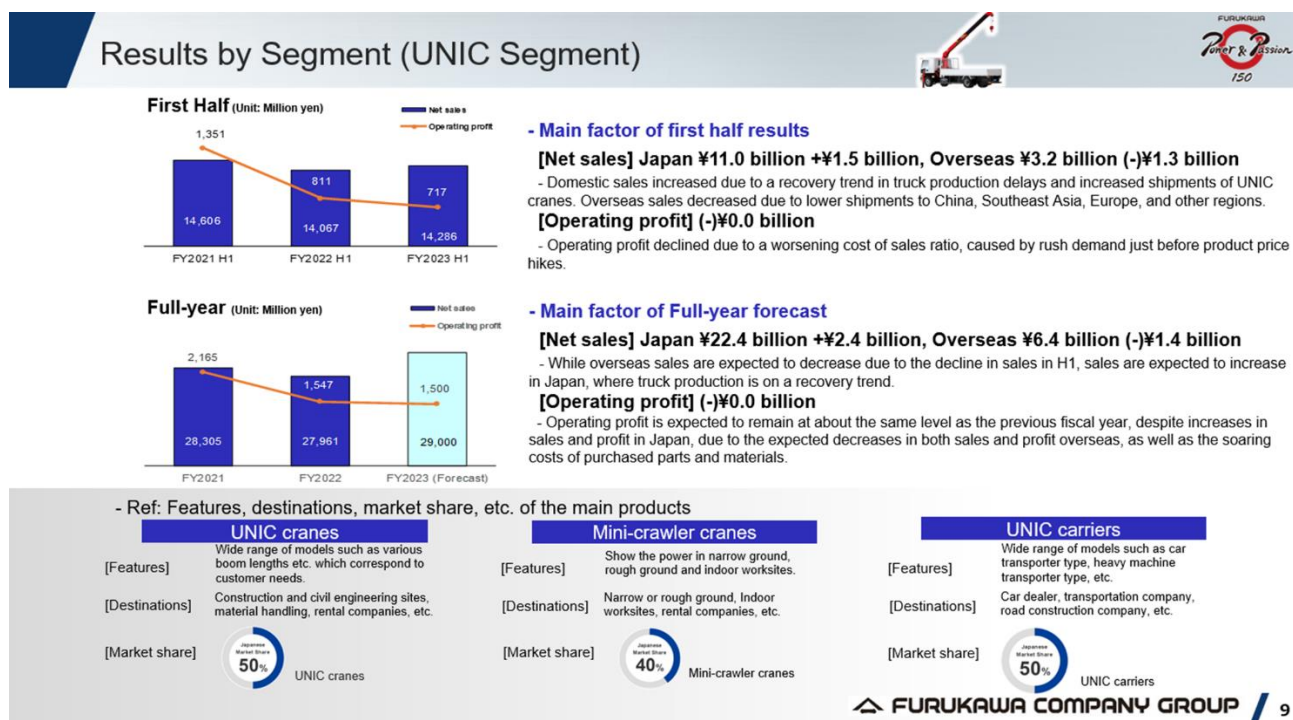 Results by Segment (UNIC Segment)
FURUKAWA
Power & Passion
150
First Half (Unit: Million yen)
Net sales
Operating profit
1,351
811
717
14,606
14,067
14,286
FY2021 H1
FY2022 H1
FY2023 H1
- Main factor of first half results
[Net sales] Japan ¥11.0 billion +¥1.5 billion, Overseas ¥3.2 billion (-)¥1.3 billion
- Domestic sales increased due to a recovery trend in truck production delays and increased shipments of UNIC
cranes. Overseas sales decreased due to lower shipments to China, Southeast Asia, Europe, and other regions.
[Operating profit] (-)¥0.0 billion
- Operating profit declined due to a worsening cost of sales ratio, caused by rush demand just before product price
hikes.
Full-year (Unit: Million yen)
Net sales
Operating profit
2,165
1,547
1,500
28,305
27,961
29,000
FY2021
FY2022
FY2023 (Forecast)
- Main factor of Full-year forecast
[Net sales] Japan ¥22.4 billion +¥2.4 billion, Overseas ¥6.4 billion (-)¥1.4 billion
- While overseas sales are expected to decrease due to the decline in sales in H1, sales are expected to increase
in Japan, where truck production is on a recovery trend.
[Operating profit] (-)¥0.0 billion
- Operating profit is expected to remain at about the same level as the previous fiscal year, despite increases in
sales and profit in Japan, due to the expected decreases in both sales and profit overseas, as well as the soaring
costs of purchased parts and materials.
- Ref: Features, destinations, market share, etc. of the main products
UNIC cranes
[Features]
Wide range of models such as various
boom lengths etc. which correspond to
customer needs.
[Destinations]
Construction and civil engineering sites,
material handling, rental companies, etc.
[Market share]
Japanese
Market Share
50%
UNIC cranes
Mini-crawler cranes
[Features]
Show the power in narrow ground,
rough ground and indoor worksites.
[Destinations]
Narrow or rough ground, Indoor
worksites, rental companies, etc.
[Market share]
Japanese
Market Share
40%
Mini-crawler cranes
UNIC carriers
[Features]
Wide range of models such as car
transporter type, heavy machine
transporter type, etc.
[Destinations]
Car dealer, transportation company,
road construction company, etc.
[Market share]
Japanese
Market Share
50%
UNIC carriers
FURUKAWA COMPANY GROUP
9